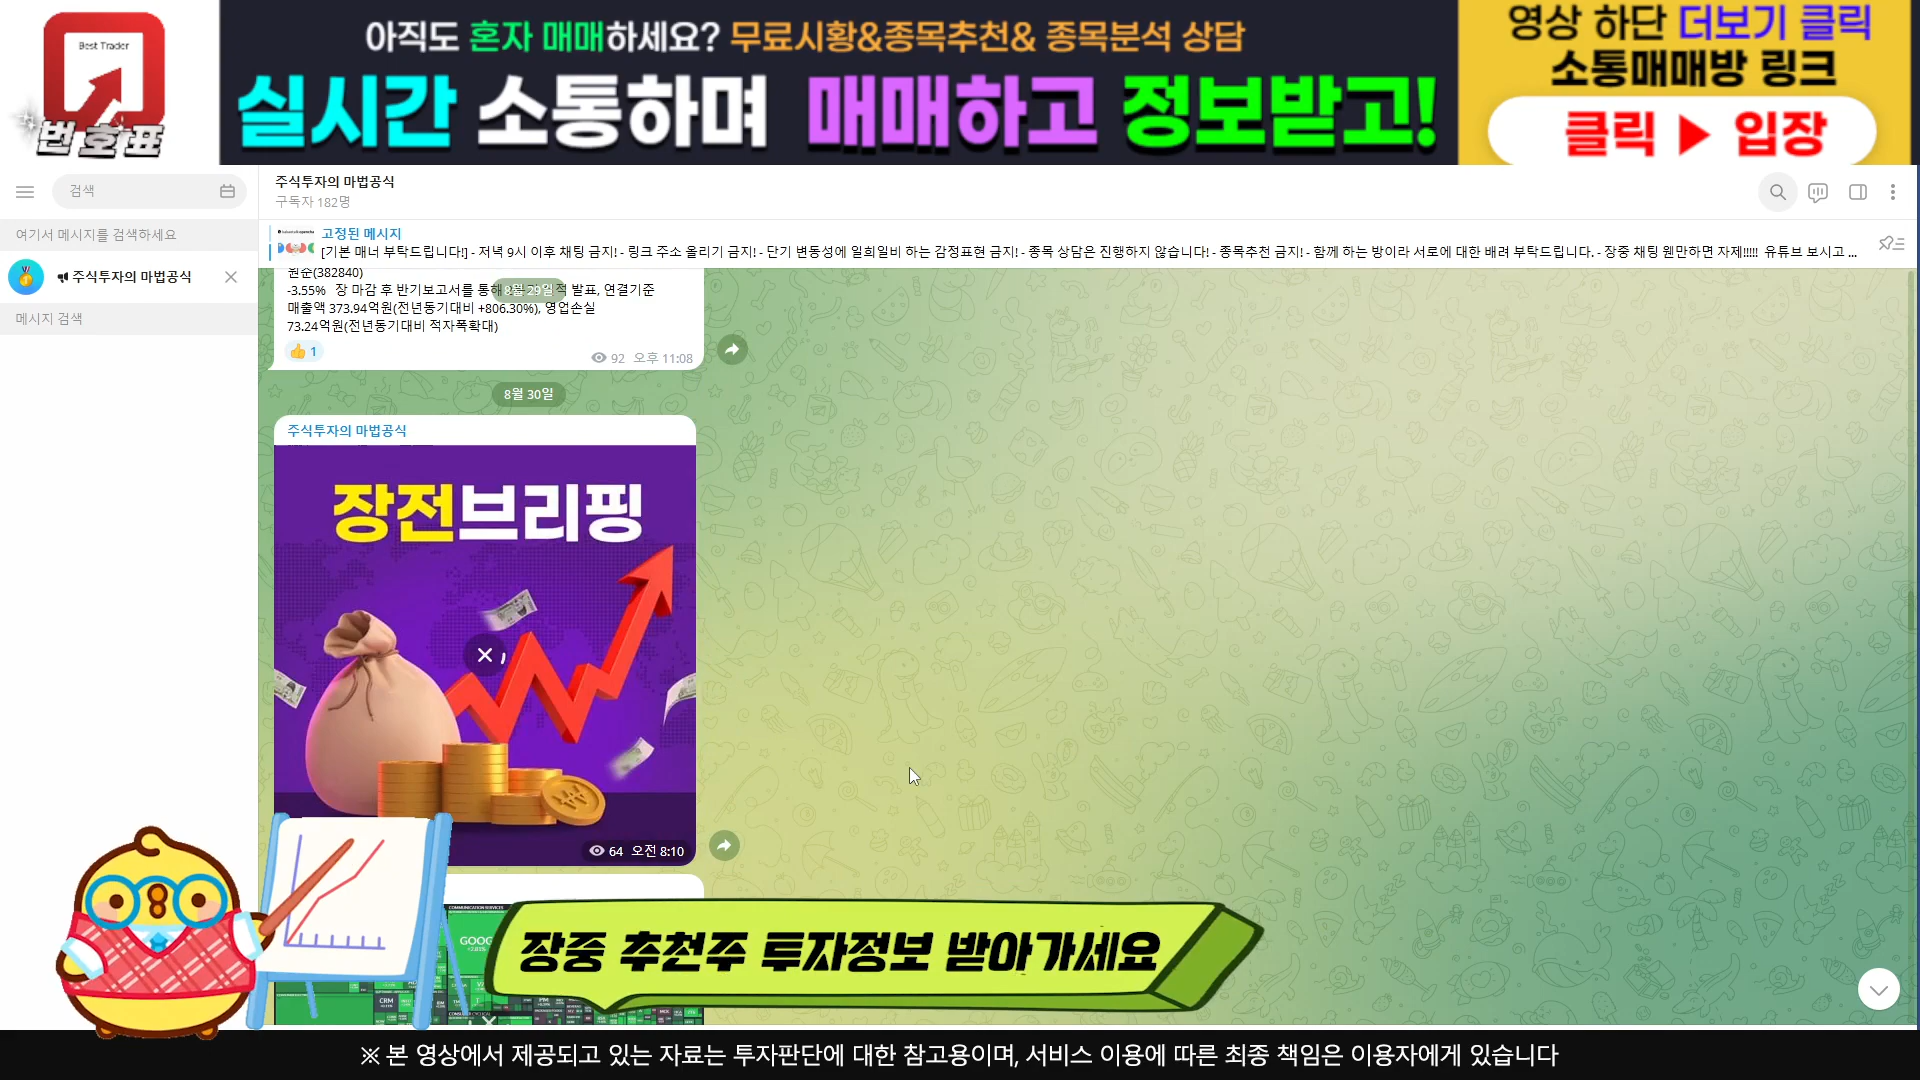 Best Trader
번호표
아직도 혼자 매매하세요? 무료시황&종목추천& 종목분석 상담
실시간 소통하며 매매하고 정보받고!
영상 하단 더보기 클릭
소통매매방 링크
클릭 ▶ 입장
검색
여기서 메시지를 검색하세요
주식투자의 마법공식
메시지 검색
주식투자의 마법공식
구독자 182명
고정된 메시지
[기본 매너 부탁드립니다!] - 저녁 9시 이후 채팅 금지! - 링크 주소 올리기 금지! - 단기 변동성에 일희일비 하는 감정표현 금지! - 종목 상담은 진행하지 않습니다! - 종목추천 금지! - 함께 하는 방이라 서로에 대한 배려 부탁드립니다. - 장중 채팅 웬만하면 자제!!!!! 유튜브 보시고 ...
원준(382840)
-3.55% 장 마감 후 반기보고서를 통해 발표, 연결기준
8월 29일
매출액 373.94억원(전년동기대비 +806.30%), 영업손실
73.24억원(전년동기대비 적자폭확대)
👍 1
92 오후 11:08
8월 30일
주식투자의 마법공식
장전브리핑
64 오전 8:10
COMMUNICATION SERVICES
GOOG
CRM
장중 추천주 투자정보 받아가세요
※ 본 영상에서 제공되고 있는 자료는 투자판단에 대한 참고용이며, 서비스 이용에 따른 최종 책임은 이용자에게 있습니다